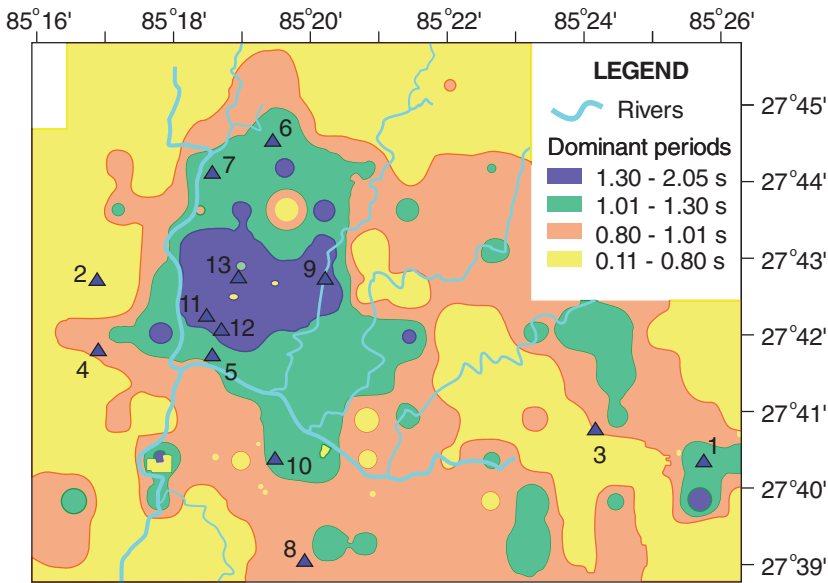 85°16' 85°18' 85°20' 85°22' 85°24' 85°26'
LEGEND
Rivers
Dominant periods
1.30 - 2.05 s
1.01 - 1.30 s
0.80 - 1.01 s
0.11 - 0.80 s
27°45'
27°44'
27°43'
27°42'
27°41'
27°40'
27°39'
6
7
2
13
9
11
12
4
5
3
1
10
8